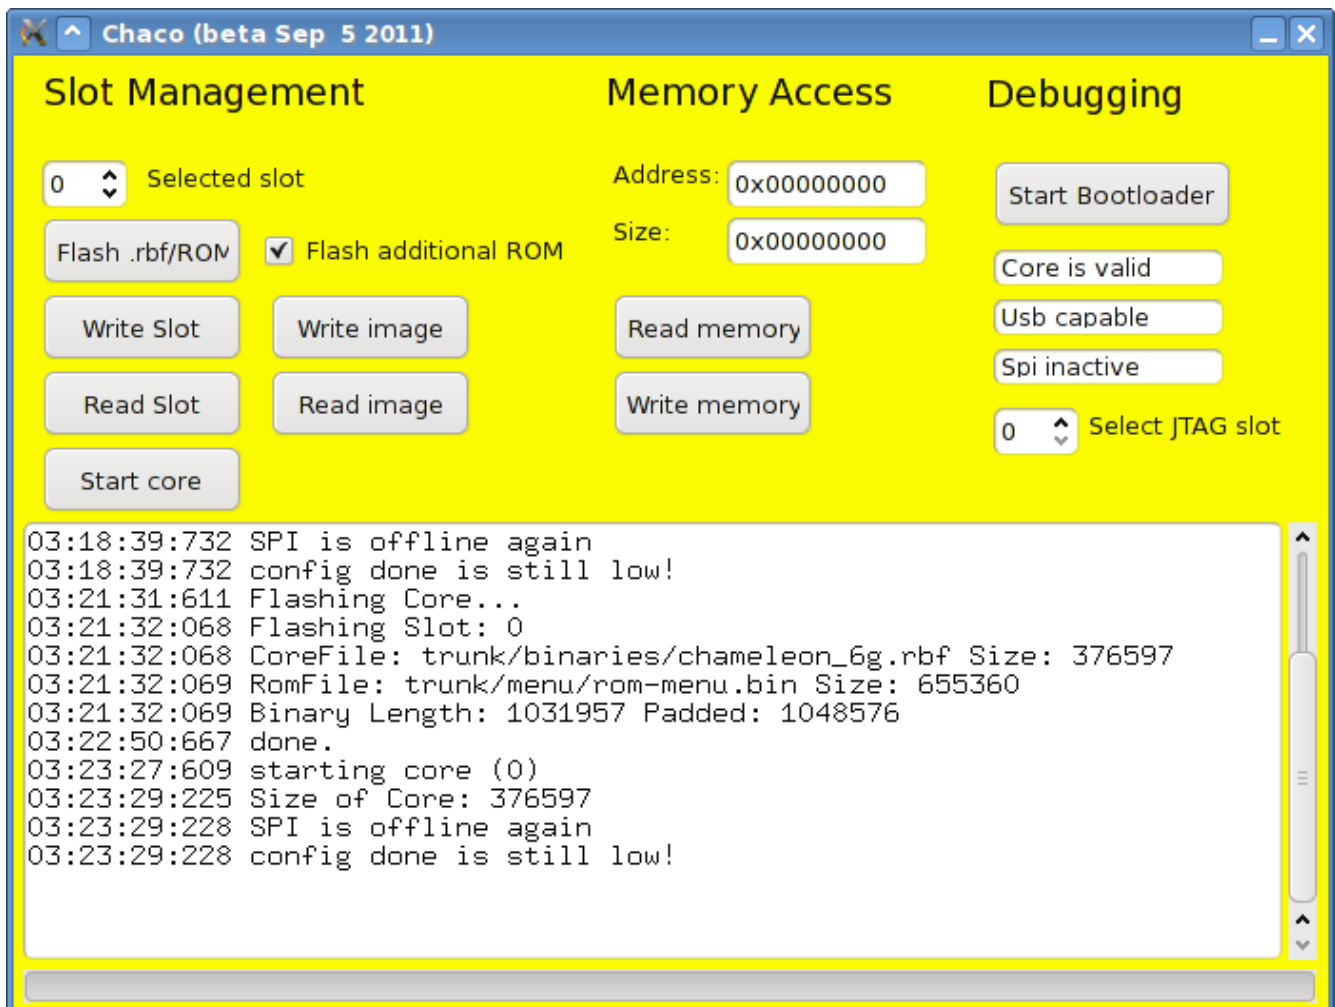 Chaco (beta Sep  5 2011)
Slot Management
Memory Access
Debugging
0
Selected slot
Address:
0x00000000
Start Bootloader
Flash .rbf/ROM
Flash additional ROM
Size:
0x00000000
Core is valid
Write Slot
Write image
Read memory
Usb capable
Spi inactive
Read Slot
Read image
Write memory
0
Select JTAG slot
Start core
03:18:39:732 SPI is offline again
03:18:39:732 config done is still low!
03:21:31:611 Flashing Core...
03:21:32:068 Flashing Slot: 0
03:21:32:068 CoreFile: trunk/binaries/chameleon_6g.rbf Size: 376597
03:21:32:069 RomFile: trunk/menu/rom-menu.bin Size: 655360
03:21:32:069 Binary Length: 1031957 Padded: 1048576
03:22:50:667 done.
03:23:27:609 starting core (0)
03:23:29:225 Size of Core: 376597
03:23:29:228 SPI is offline again
03:23:29:228 config done is still low!